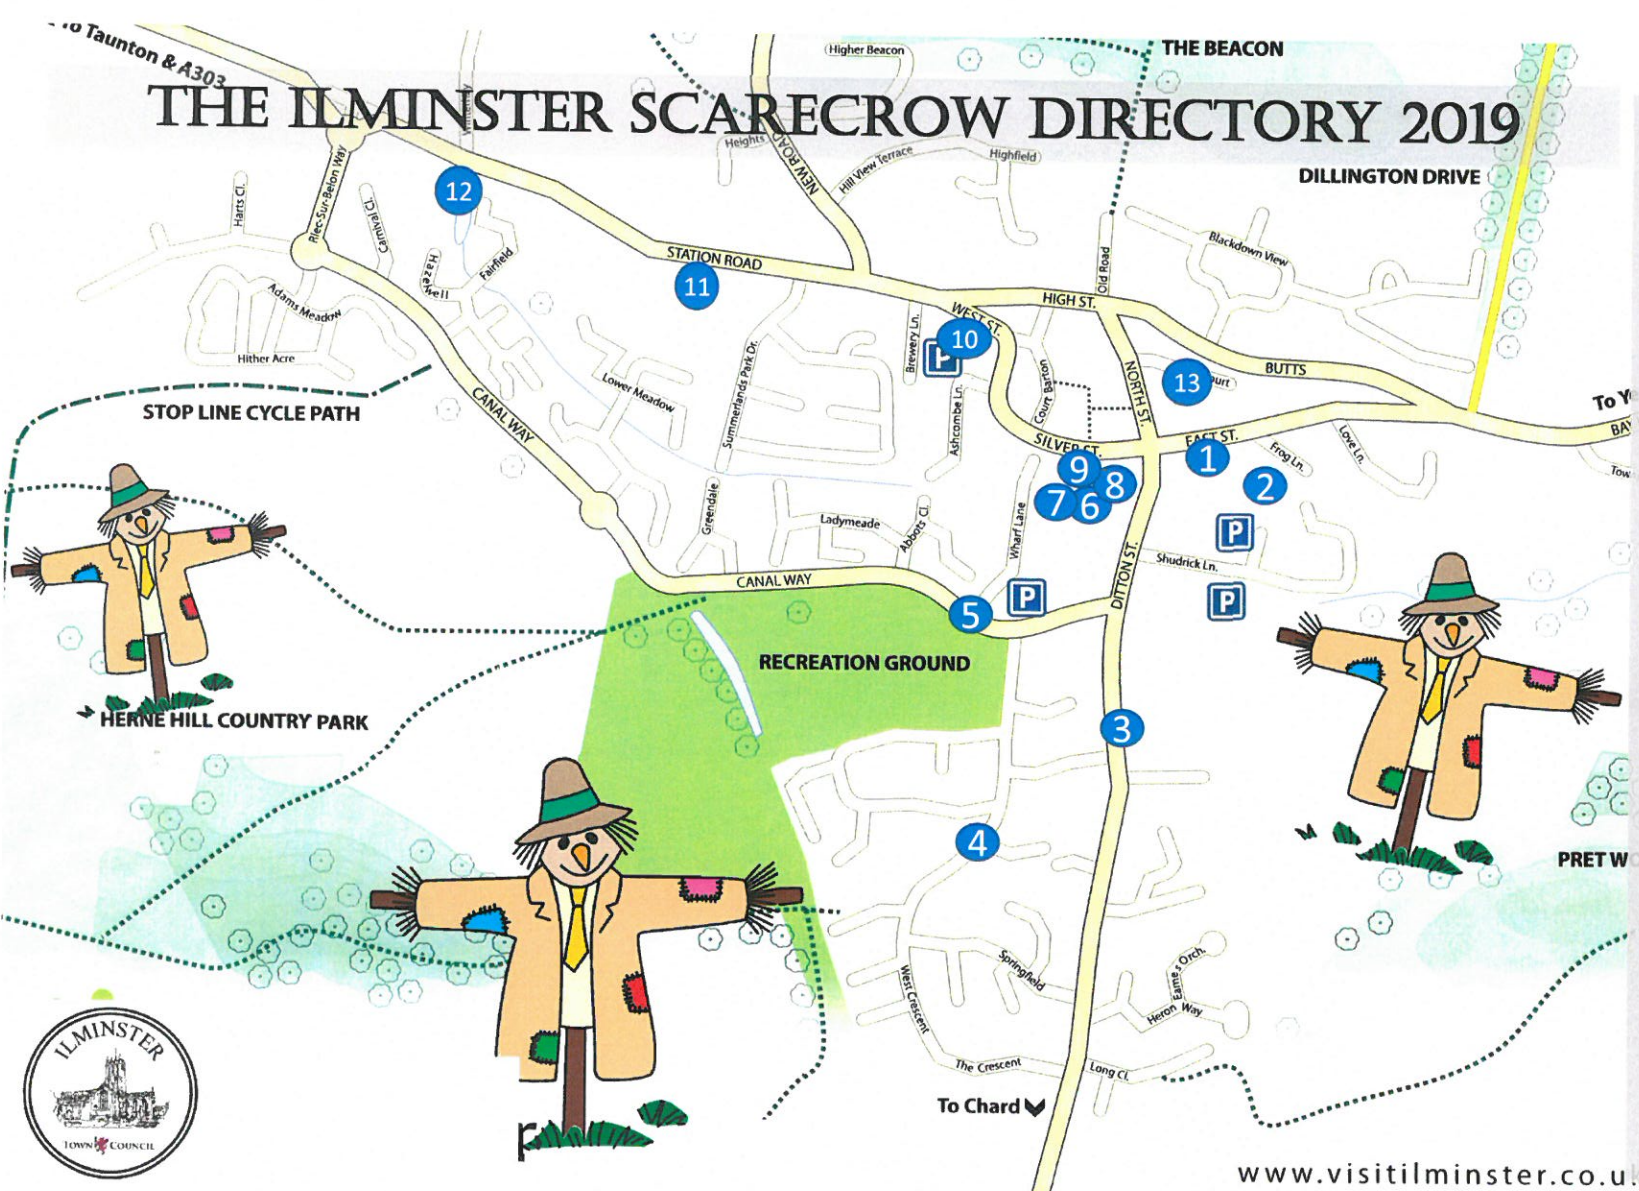 To Taunton & A303
Higher Beacon
THE BEACON
THE ILMINSTER SCARECROW DIRECTORY 2019
Heights
NEW ROAD
Hill View Terrace
Highfield
DILLINGTON DRIVE
Riec-Sur-Belon Way
Harts Cl.
Carnival Cl.
12
Hazelwell
Fairfield
STATION ROAD
11
Old Road
Blackdown View
Adams Meadow
Hither Acre
HIGH ST.
WEST ST.
10
P
Brewery Ln.
BUTTS
NORTH ST.
13
ourt
To Y
BAY
Tow
STOP LINE CYCLE PATH
CANAL WAY
Lower Meadow
Summerlands Park Dr.
Ashcombe Ln.
Court Barton
SILVER ST.
EAST ST.
Frog Ln.
Love Ln.
1
2
9
8
7
6
P
Greendale
Ladymeade
Abbots Cl.
Wharf Lane
Shudrick Ln.
DITTON ST.
CANAL WAY
P
P
5
RECREATION GROUND
3
HERNE HILL COUNTRY PARK
4
PRET WO
West Crescent
Springfield
Eames Orch.
Heron Way
The Crescent
Long Cl.
To Chard
ILMINSTER
TOWN COUNCIL
r
www.visitilminster.co.u